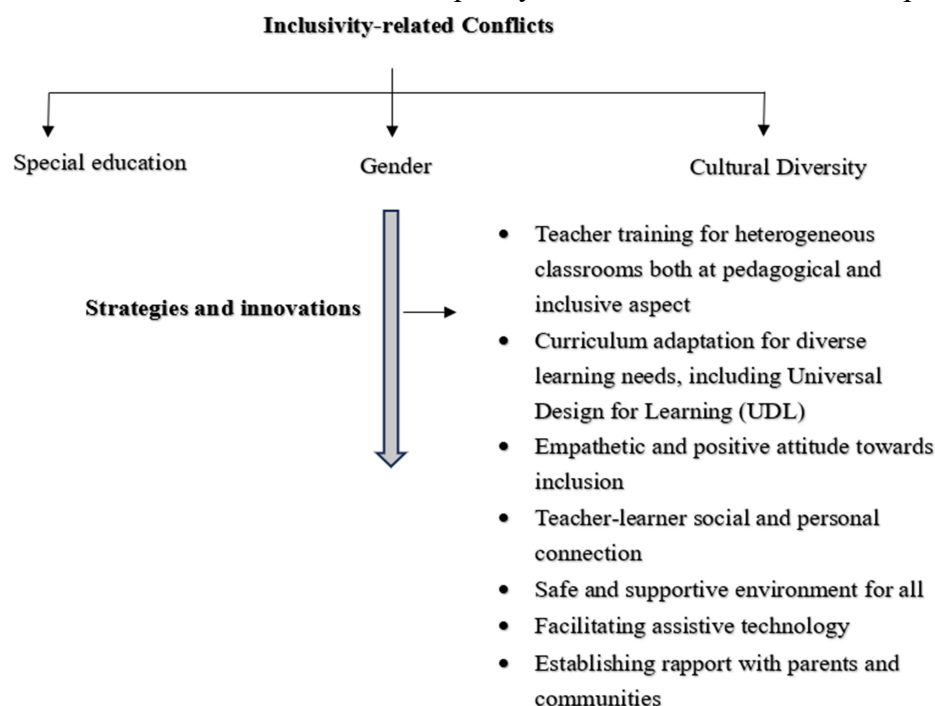 Inclusivity-related Conflicts
Special education
Gender
Cultural Diversity
Strategies and innovations
• Teacher training for heterogeneous
classrooms both at pedagogical and
inclusive aspect
• Curriculum adaptation for diverse
learning needs, including Universal
Design for Learning (UDL)
• Empathetic and positive attitude towards
inclusion
• Teacher-learner social and personal
connection
• Safe and supportive environment for all
• Facilitating assistive technology
• Establishing rapport with parents and
communities